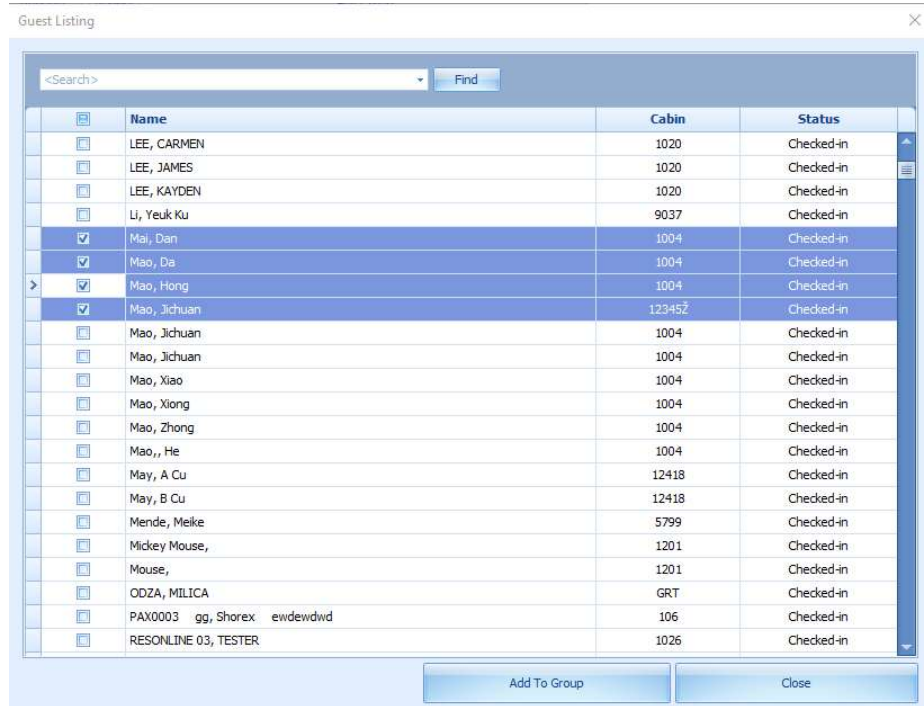 Guest Listing
<Search> Find
Name Cabin Status
LEE, CARMEN 1020 Checked-in
LEE, JAMES 1020 Checked-in
LEE, KAYDEN 1020 Checked-in
Li, Yeuk Ku 9037 Checked-in
Mai, Dan 1004 Checked-in
Mao, Da 1004 Checked-in
Mao, Hong 1004 Checked-in
Mao, Jichuan 12345Ž Checked-in
Mao, Jichuan 1004 Checked-in
Mao, Jichuan 1004 Checked-in
Mao, Xiao 1004 Checked-in
Mao, Xiong 1004 Checked-in
Mao, Zhong 1004 Checked-in
Mao,, He 1004 Checked-in
May, A Cu 12418 Checked-in
May, B Cu 12418 Checked-in
Mende, Meike 5799 Checked-in
Mickey Mouse, 1201 Checked-in
Mouse, 1201 Checked-in
ODZA, MILICA GRT Checked-in
PAX0003 gg, Shorex ewdewdwd 106 Checked-in
RESONLINE 03, TESTER 1026 Checked-in
Add To Group Close